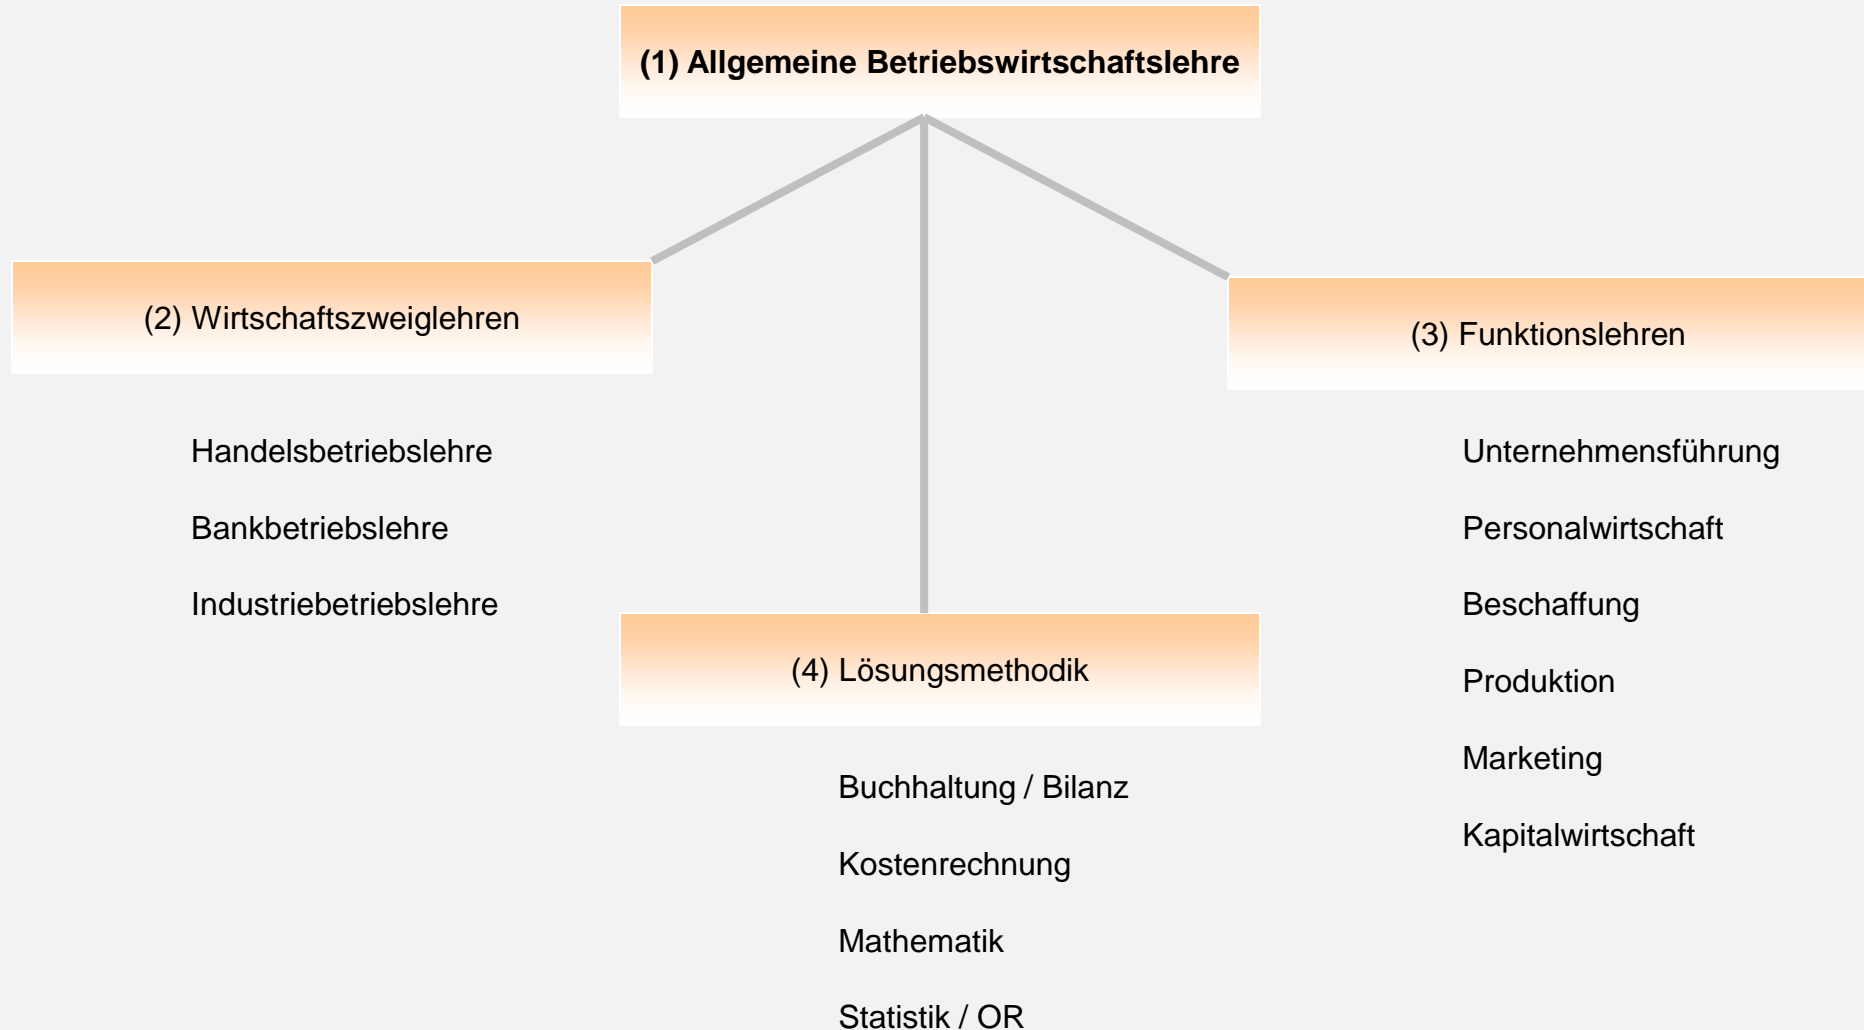 (1) Allgemeine Betriebswirtschaftslehre
(2) Wirtschaftszweiglehren
Handelsbetriebslehre
Bankbetriebslehre
Industriebetriebslehre
(3) Funktionslehren
Unternehmensführung
Personalwirtschaft
Beschaffung
Produktion
Marketing
Kapitalwirtschaft
(4) Lösungsmethodik
Buchhaltung / Bilanz
Kostenrechnung
Mathematik
Statistik / OR